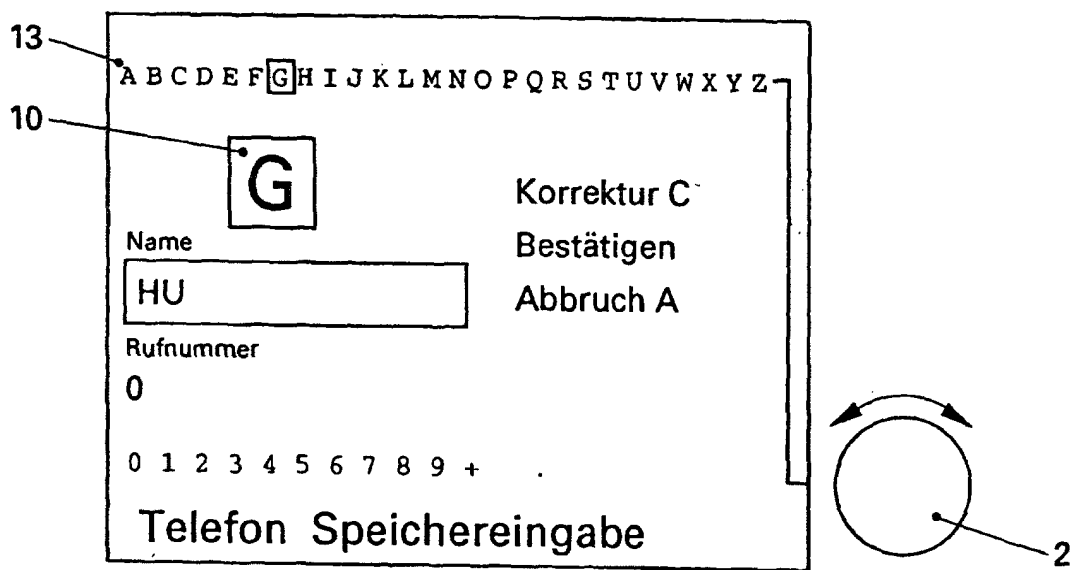 13
A B C D E F G H I J K L M N O P Q R S T U V W X Y Z
10
G
Korrektur C
Name
Bestätigen
HU
Abbruch A
Rufnummer
0
0 1 2 3 4 5 6 7 8 9 + .
Telefon Speichereingabe
2